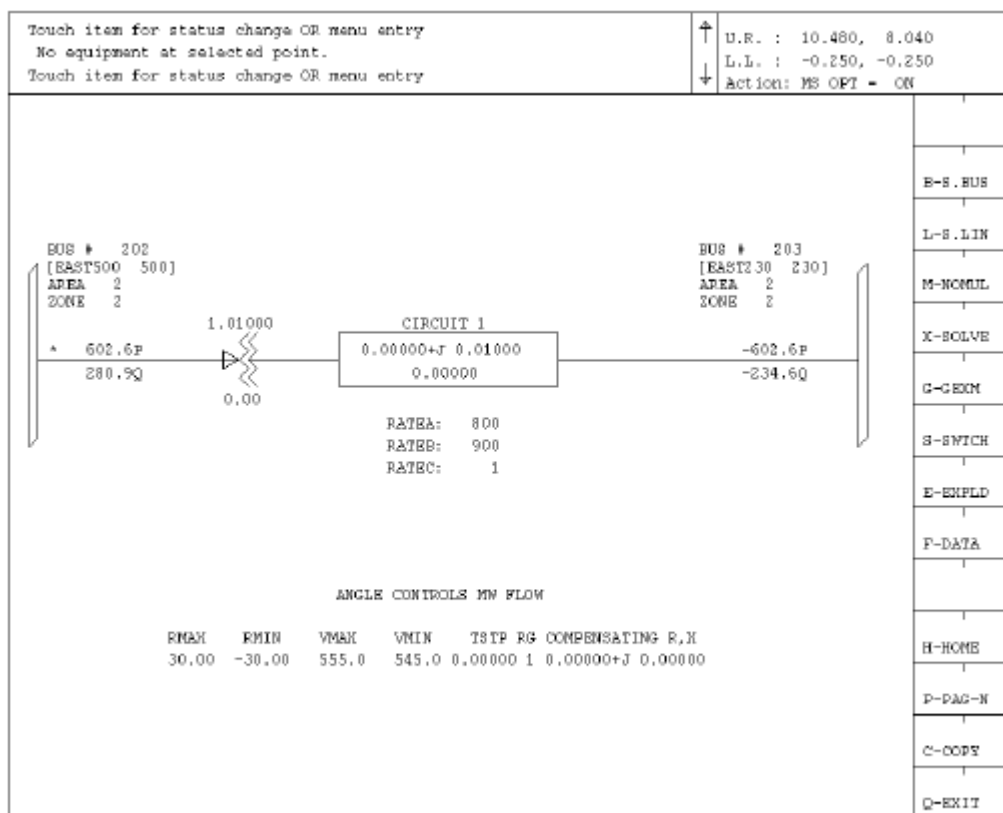 Touch item for status change OR menu entry
No equipment at selected point.
Touch item for status change OR menu entry
U.R. : 10.480, 8.040
L.L. : -0.250, -0.250
Action: MS OPT = ON
B-S.BUS
L-S.LIN
M-NOMUL
X-SOLVE
G-GEXM
S-SWTCH
E-EXPLD
F-DATA
H-HOME
P-PAG-N
C-COPY
Q-EXIT
BUS # 202
[EAST500 500]
AREA 2
ZONE 2
BUS # 203
[EAST230 230]
AREA 2
ZONE 2
1.01000
CIRCUIT 1
* 602.6P
0.00000+J 0.01000
-602.6P
280.9Q
0.00000
-234.6Q
0.00
RATEA: 800
RATEB: 900
RATEC: 1
ANGLE CONTROLS MW FLOW
RMAX RMIN VMAX VMIN TSTP RG COMPENSATING R,X
30.00 -30.00 555.0 545.0 0.00000 1 0.00000+J 0.00000